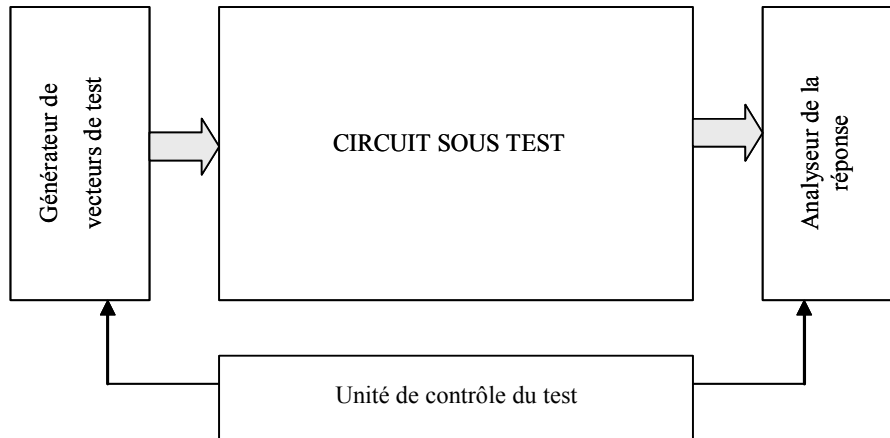 Générateur de
vecteurs de test
CIRCUIT SOUS TEST
Analyseur de la
réponse
Unité de contrôle du test